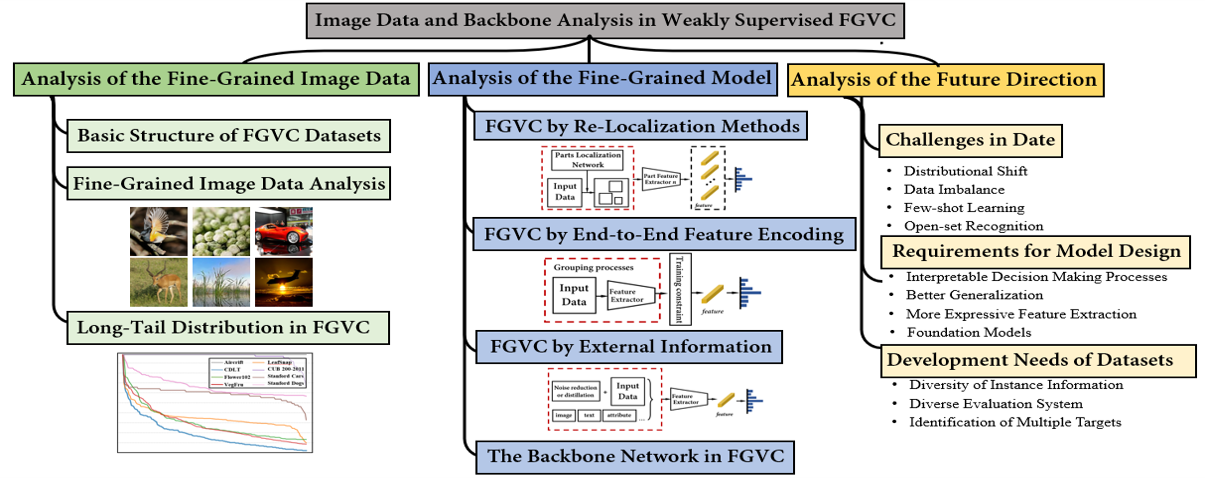 Image Data and Backbone Analysis in Weakly Supervised FGVC
Analysis of the Fine-Grained Image Data
Basic Structure of FGVC Datasets
Fine-Grained Image Data Analysis
Long-Tail Distribution in FGVC
Aircrift
CDLT
Flower102
VegFru
LeafSnap
CUB 200-2011
Stanford Cars
Stanford Dogs
Analysis of the Fine-Grained Model
FGVC by Re-Localization Methods
Parts Localization
Network
Input
Data
Part Feature
Extractor n
feature
FGVC by End-to-End Feature Encoding
Grouping processes
Input
Data
Feature
Extractor
Training constraint
feature
FGVC by External Information
Noise reduction
or distillation
+
Input
Data
image
text
attribute
...
Feature
Extractor
feature
The Backbone Network in FGVC
Analysis of the Future Direction
Challenges in Date
• Distributional Shift
• Data Imbalance
• Few-shot Learning
• Open-set Recognition
Requirements for Model Design
• Interpretable Decision Making Processes
• Better Generalization
• More Expressive Feature Extraction
• Foundation Models
Development Needs of Datasets
• Diversity of Instance Information
• Diverse Evaluation System
• Identification of Multiple Targets